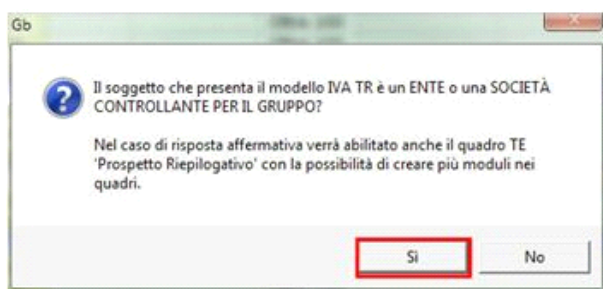 Gb
Il soggetto che presenta il modello IVA TR è un ENTE o una SOCIETÀ
CONTROLLANTE PER IL GRUPPO?
Nel caso di risposta affermativa verrà abilitato anche il quadro TE
'Prospetto Riepilogativo' con la possibilità di creare più moduli nei
quadri.
Si
No